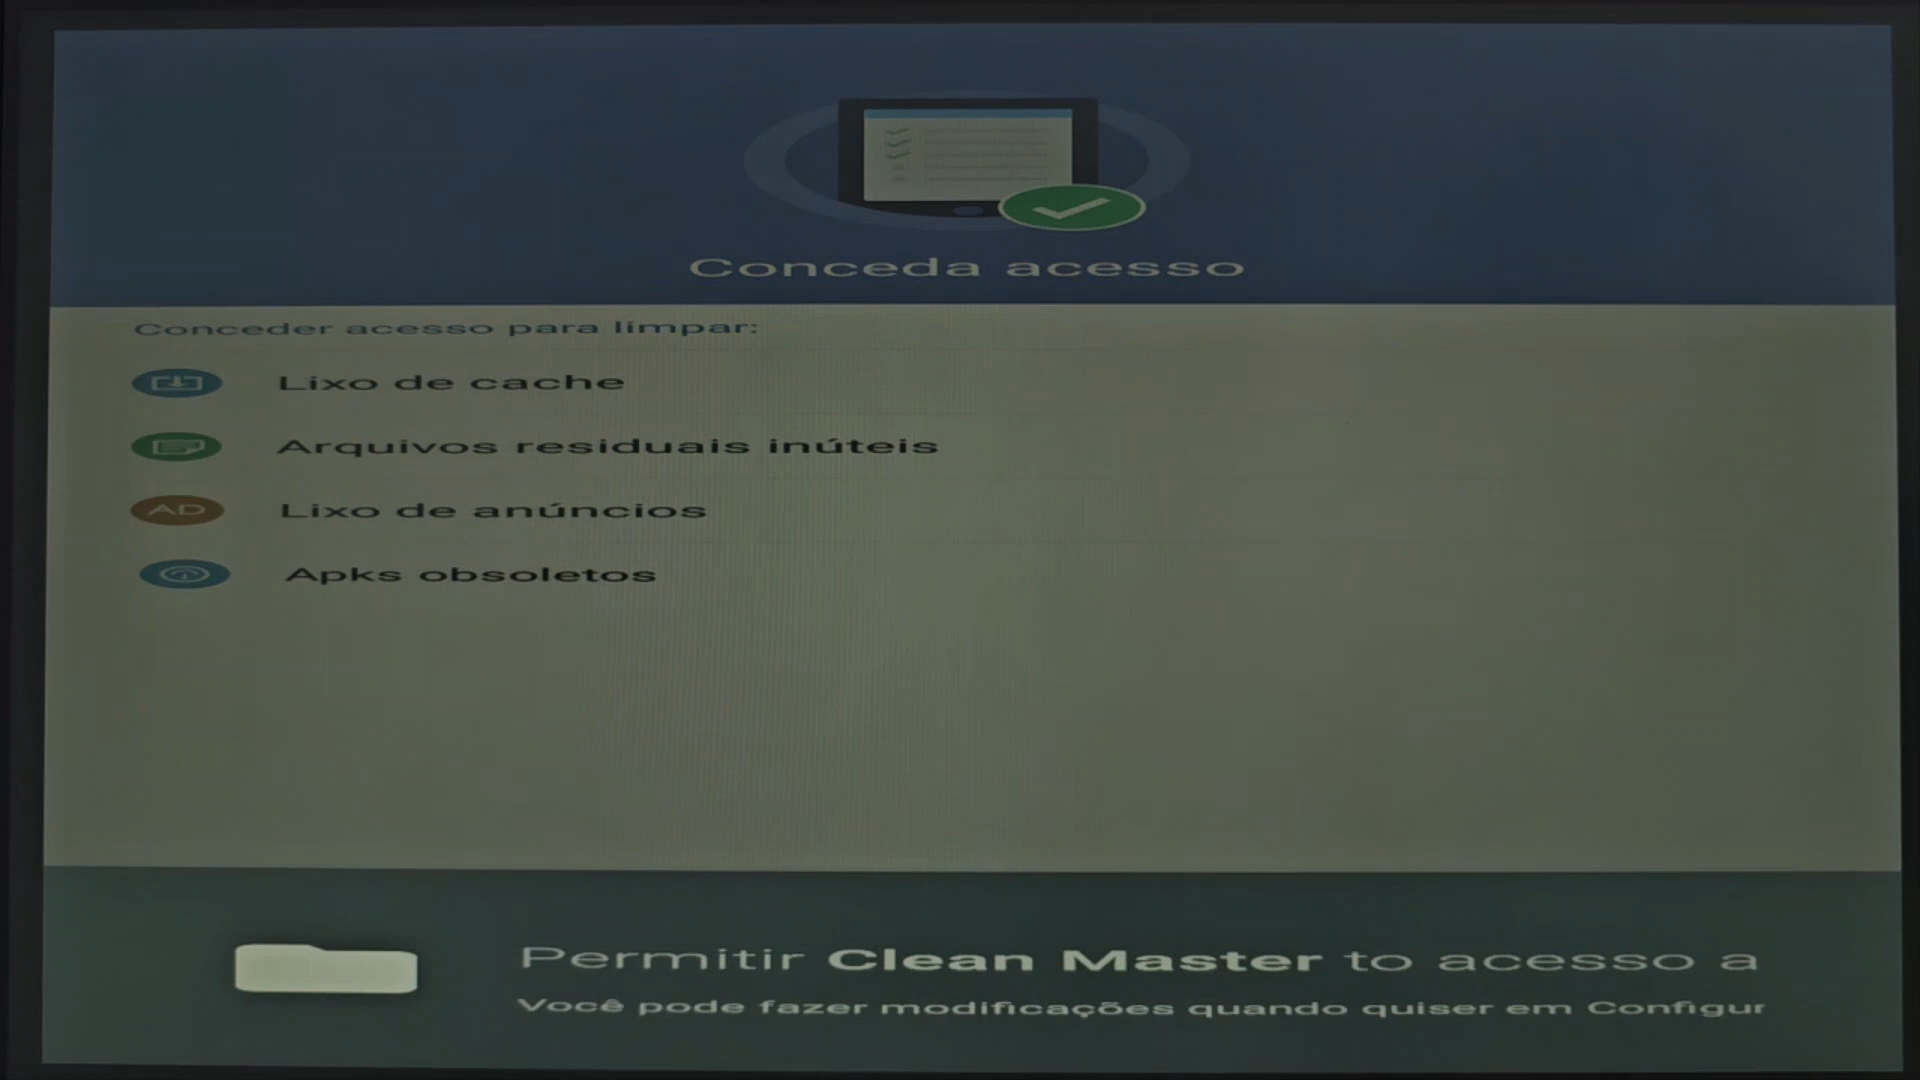 Conceda acesso
Conceder acesso para limpar:
Lixo de cache
Arquivos residuais inúteis
AD
Lixo de anúncios
Apks obsoletos
Permitir Clean Master to acesso a
Você pode fazer modificações quando quiser em Configur